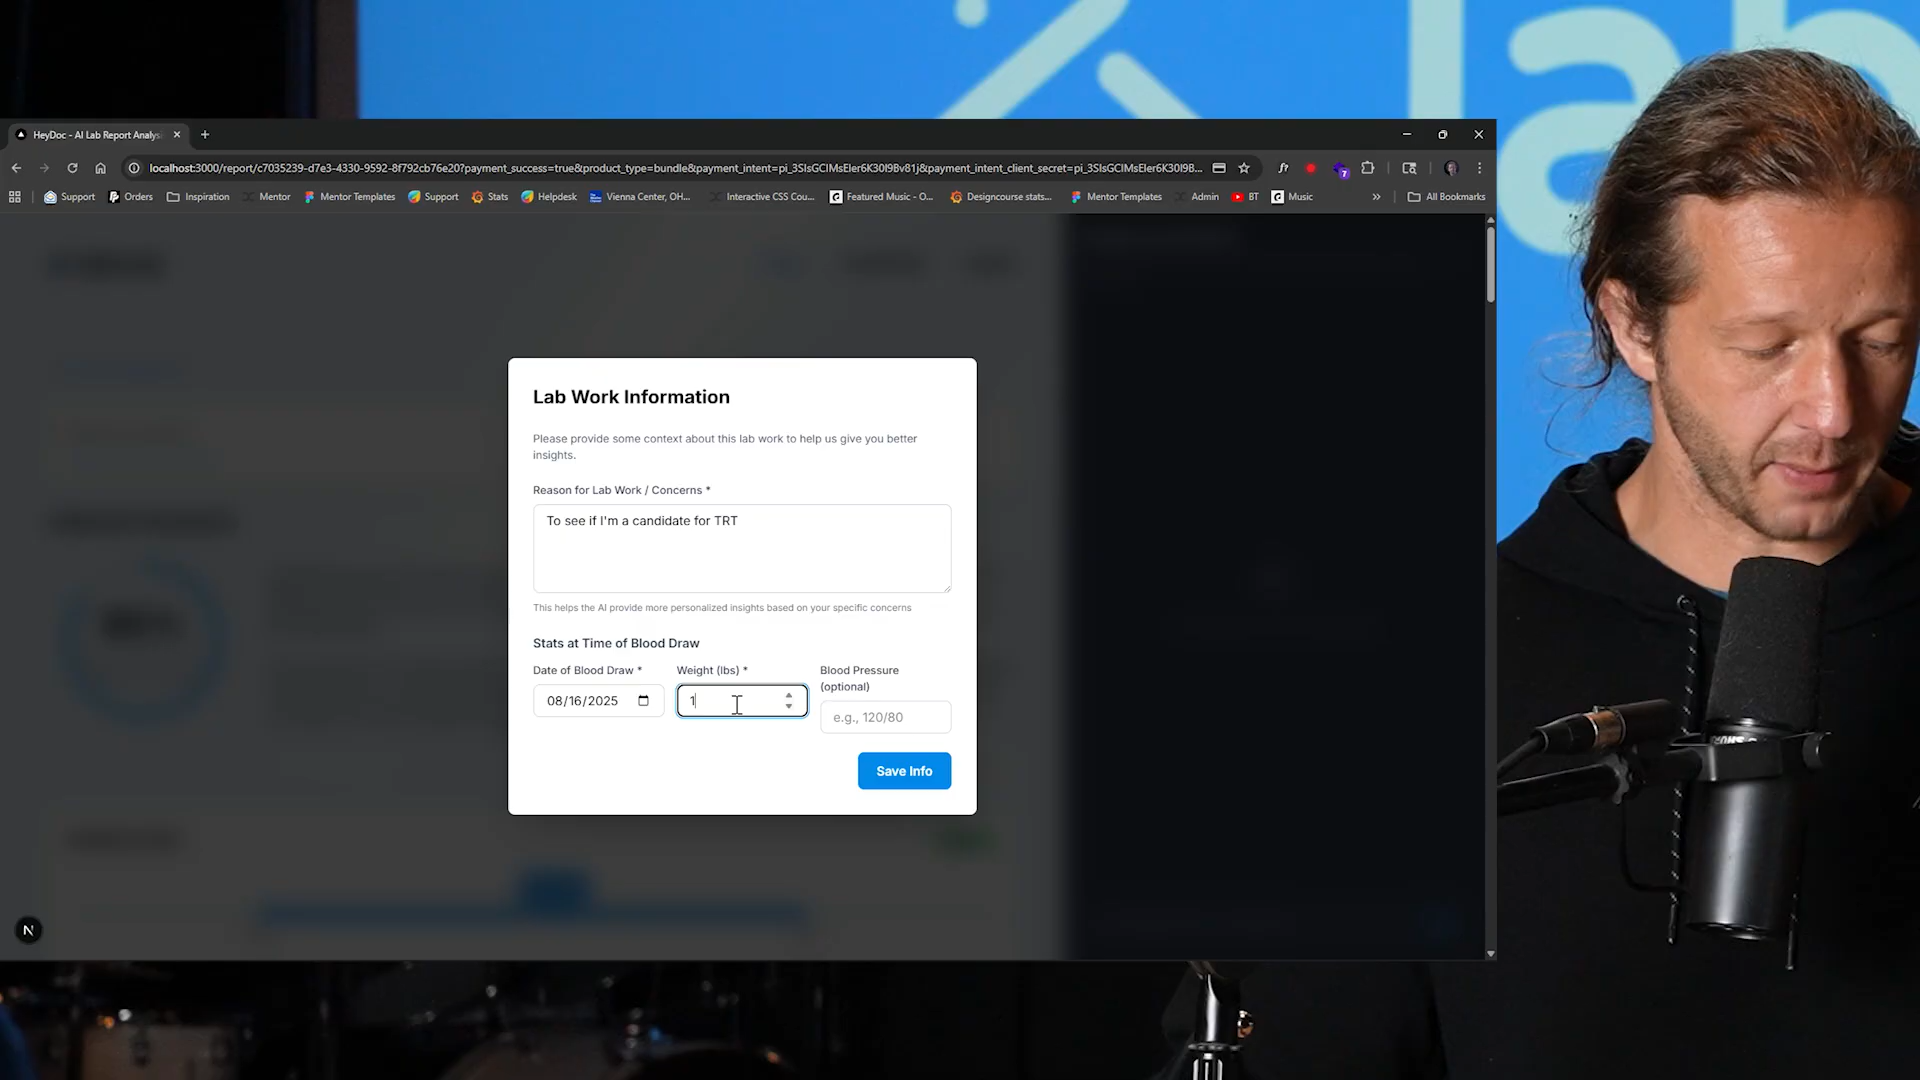 lab
HeyDoc - AI Lab Report Analysi
localhost:3000/report/c7035239-d7e3-4330-9592-8f792cb76e20?payment_success=true&product_type=bundle&payment_intent=pi_3SIsGCIMsEIer6K30I9Bv81j&payment_intent_client_secret=pi_3SIsGCIMsEIer6K30I9B...
7
Support Orders Inspiration Mentor Mentor Templates Support Stats Helpdesk Vienna Center, OH... Interactive CSS Cou... Featured Music - O... Designcourse stats... Mentor Templates Admin BT Music » All Bookmarks
Lab Work Information
Please provide some context about this lab work to help us give you better
insights.
Reason for Lab Work / Concerns *
To see if I'm a candidate for TRT
This helps the AI provide more personalized insights based on your specific concerns
Stats at Time of Blood Draw
Date of Blood Draw *
Weight (lbs) *
Blood Pressure
(optional)
08/16/2025
1
e.g., 120/80
Save Info
N